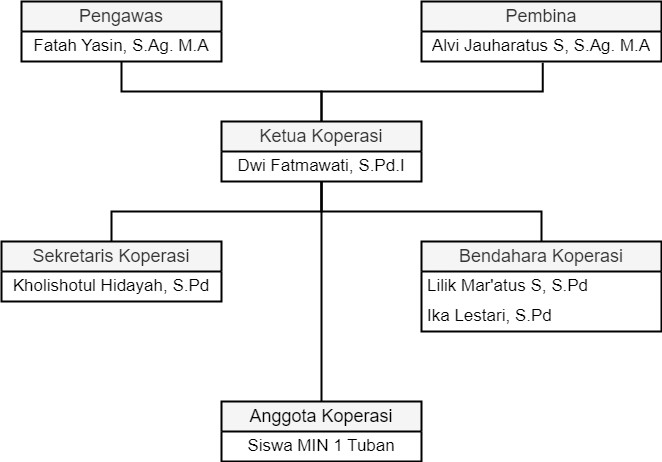 Pengawas
Fatah Yasin, S.Ag. M.A
Pembina
Alvi Jauharatus S, S.Ag. M.A
Ketua Koperasi
Dwi Fatmawati, S.Pd.I
Sekretaris Koperasi
Kholishotul Hidayah, S.Pd
Bendahara Koperasi
Lilik Mar'atus S, S.Pd
Ika Lestari, S.Pd
Anggota Koperasi
Siswa MIN 1 Tuban